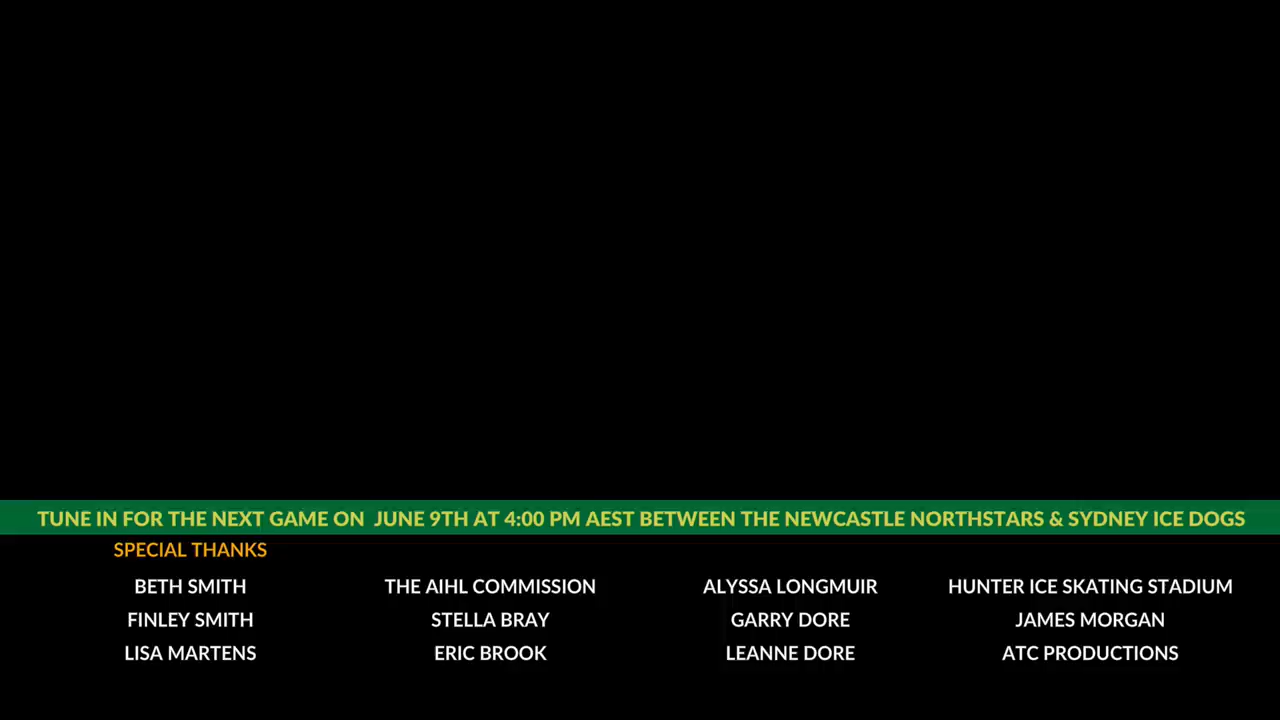 TUNE IN FOR THE NEXT GAME ON  JUNE 9TH AT 4:00 PM AEST BETWEEN THE NEWCASTLE NORTHSTARS & SYDNEY ICE DOGS
SPECIAL THANKS
BETH SMITH THE AIHL COMMISSION ALYSSA LONGMUIR HUNTER ICE SKATING STADIUM
FINLEY SMITH STELLA BRAY GARRY DORE JAMES MORGAN
LISA MARTENS ERIC BROOK LEANNE DORE ATC PRODUCTIONS